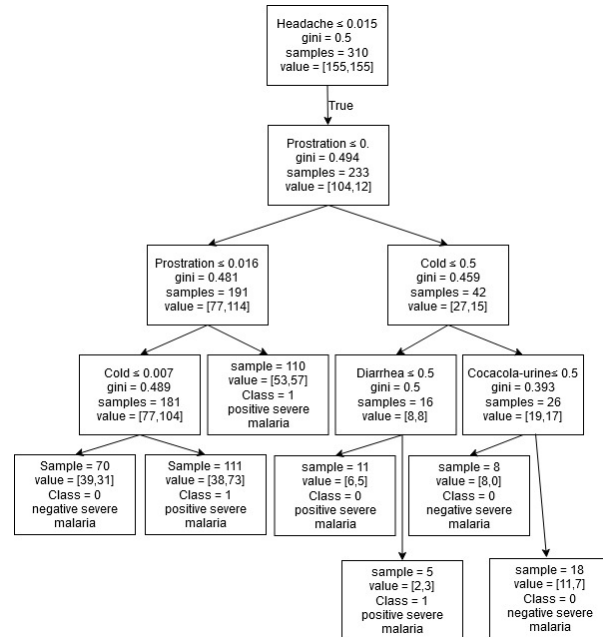 Headache ≤ 0.015
gini = 0.5
samples = 310
value = [155,155]
True
Prostration ≤ 0.
gini = 0.494
samples = 233
value = [104,12]
Prostration ≤ 0.016
gini = 0.481
samples = 191
value = [77,114]
Cold ≤ 0.5
gini = 0.459
samples = 42
value = [27,15]
Cold ≤ 0.007
gini = 0.489
samples = 181
value = [77,104]
sample = 110
value = [53,57]
Class = 1
positive severe
malaria
Diarrhea ≤ 0.5
gini = 0.5
samples = 16
value = [8,8]
Cocacola-urine≤ 0.5
gini = 0.393
samples = 26
value = [19,17]
Sample = 70
value = [39,31]
Class = 0
negative severe
malaria
Sample = 111
value = [38,73]
Class = 1
positive severe
malaria
sample = 11
value = [6,5]
Class = 0
positive severe
malaria
sample = 8
value = [8,0]
Class = 0
negative severe
malaria
sample = 5
value = [2,3]
Class = 1
positive severe
malaria
sample = 18
value = [11,7]
Class = 0
negative severe
malaria